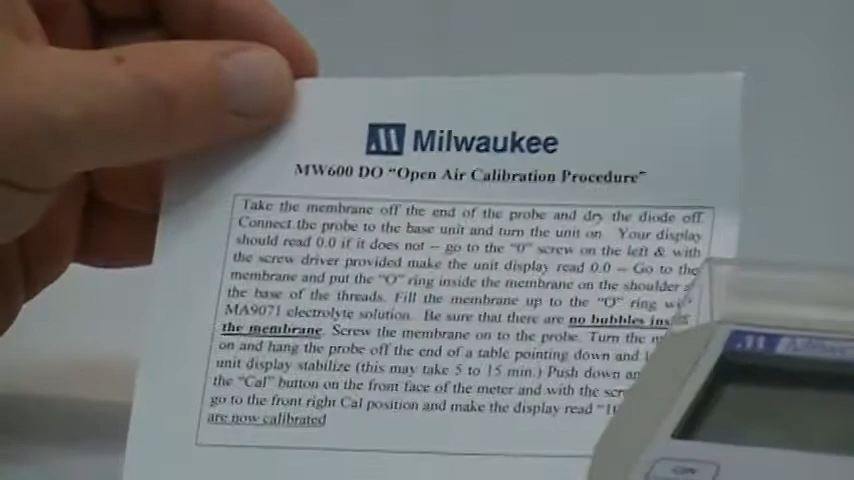 Milwaukee
MW600 DO "Open Air Calibration Procedure"
Take the membrane off the end of the probe and dry the diode off.
Connect the probe to the base unit and turn the unit on. Your display
should read 0.0 if it does not – go to the "0" screw on the left & with
the screw driver provided make the unit display read 0.0 – Go to the
membrane and put the "O" ring inside the membrane on the shoulder
the base of the threads. Fill the membrane up to the "O" ring
MA9071 electrolyte solution. Be sure that there are no bubbles
the membrane. Screw the membrane on to the probe. Turn the
on and hang the probe off the end of a table pointing down and
unit display stabilize (this may take 5 to 15 min.) Push down
the "Cal" button on the front face of the meter and with the
go to the front right Cal position and make the display read
are now calibrated
ON